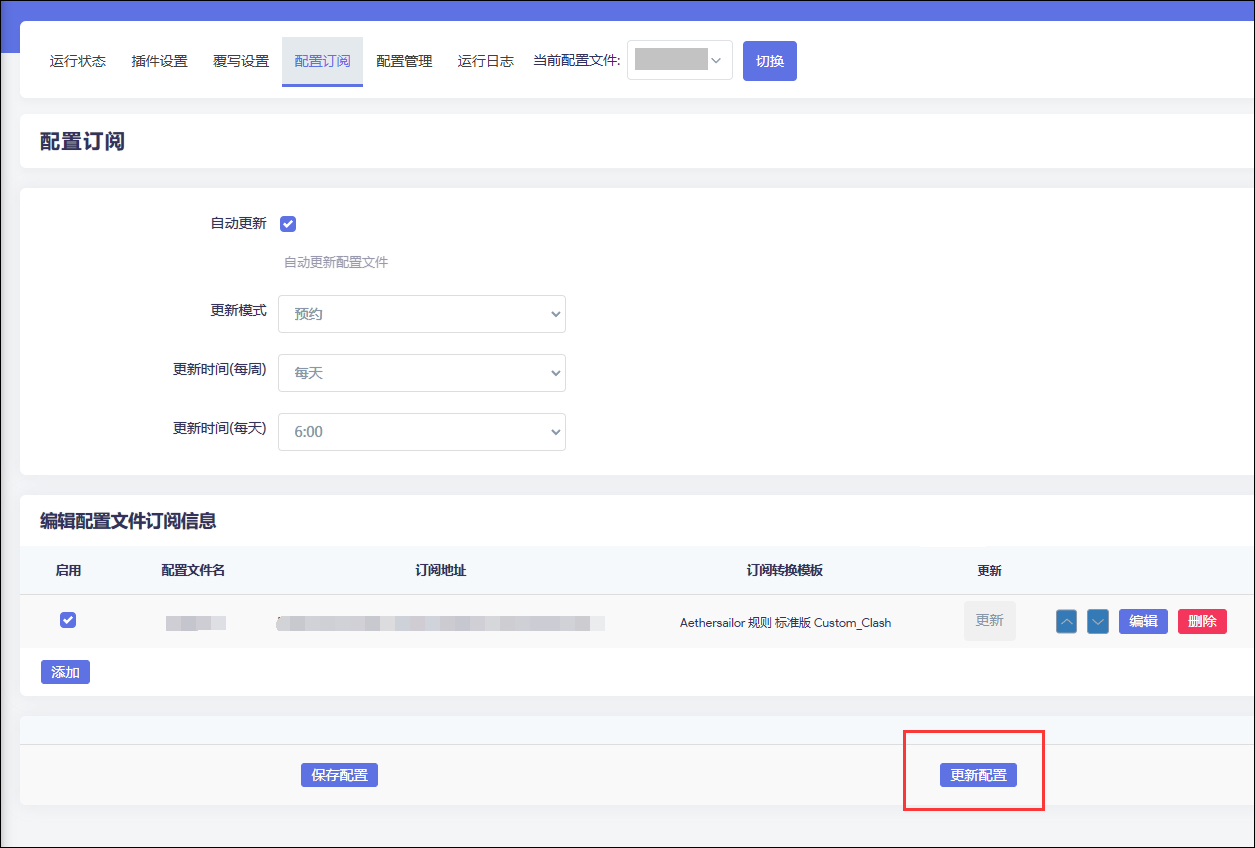 运行状态 插件设置 覆写设置 配置订阅 配置管理 运行日志 当前配置文件: 切换
配置订阅
自动更新
自动更新配置文件
更新模式 预约
更新时间(每周) 每天
更新时间(每天) 6:00
编辑配置文件订阅信息
启用 配置文件名 订阅地址 订阅转换模板 更新
Aethersailor 规则 标准版 Custom_Clash 更新 编辑 删除
添加
保存配置 更新配置